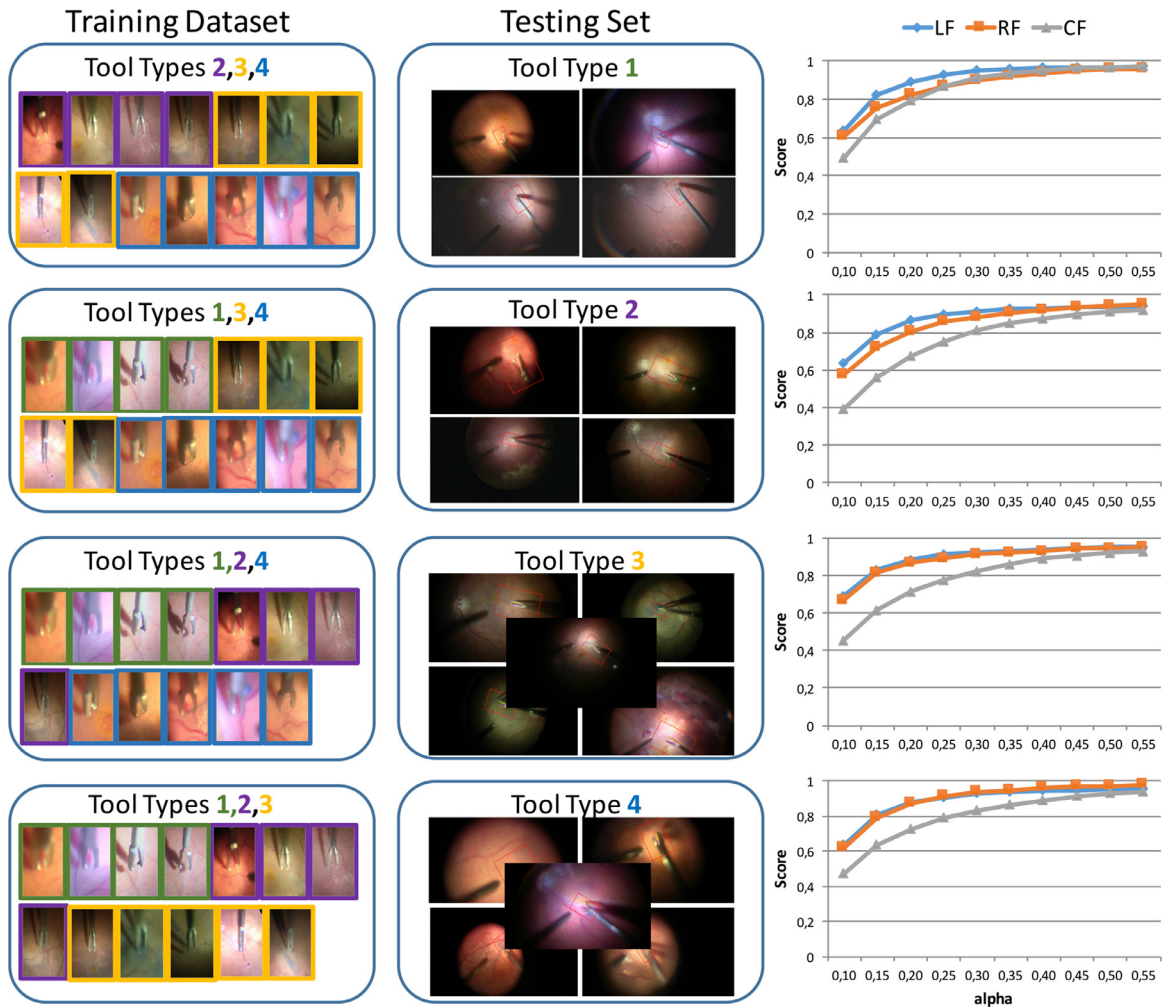 Training Dataset
Testing Set
LF RF CF
Tool Types 2,3,4
Tool Type 1
Score
1
0,8
0,6
0,4
0,2
0
0,10 0,15 0,20 0,25 0,30 0,35 0,40 0,45 0,50 0,55
Tool Types 1,3,4
Tool Type 2
Score
1
0,8
0,6
0,4
0,2
0
0,10 0,15 0,20 0,25 0,30 0,35 0,40 0,45 0,50 0,55
Tool Types 1,2,4
Tool Type 3
Score
1
0,8
0,6
0,4
0,2
0
0,10 0,15 0,20 0,25 0,30 0,35 0,40 0,45 0,50 0,55
Tool Types 1,2,3
Tool Type 4
Score
1
0,8
0,6
0,4
0,2
0
0,10 0,15 0,20 0,25 0,30 0,35 0,40 0,45 0,50 0,55
alpha